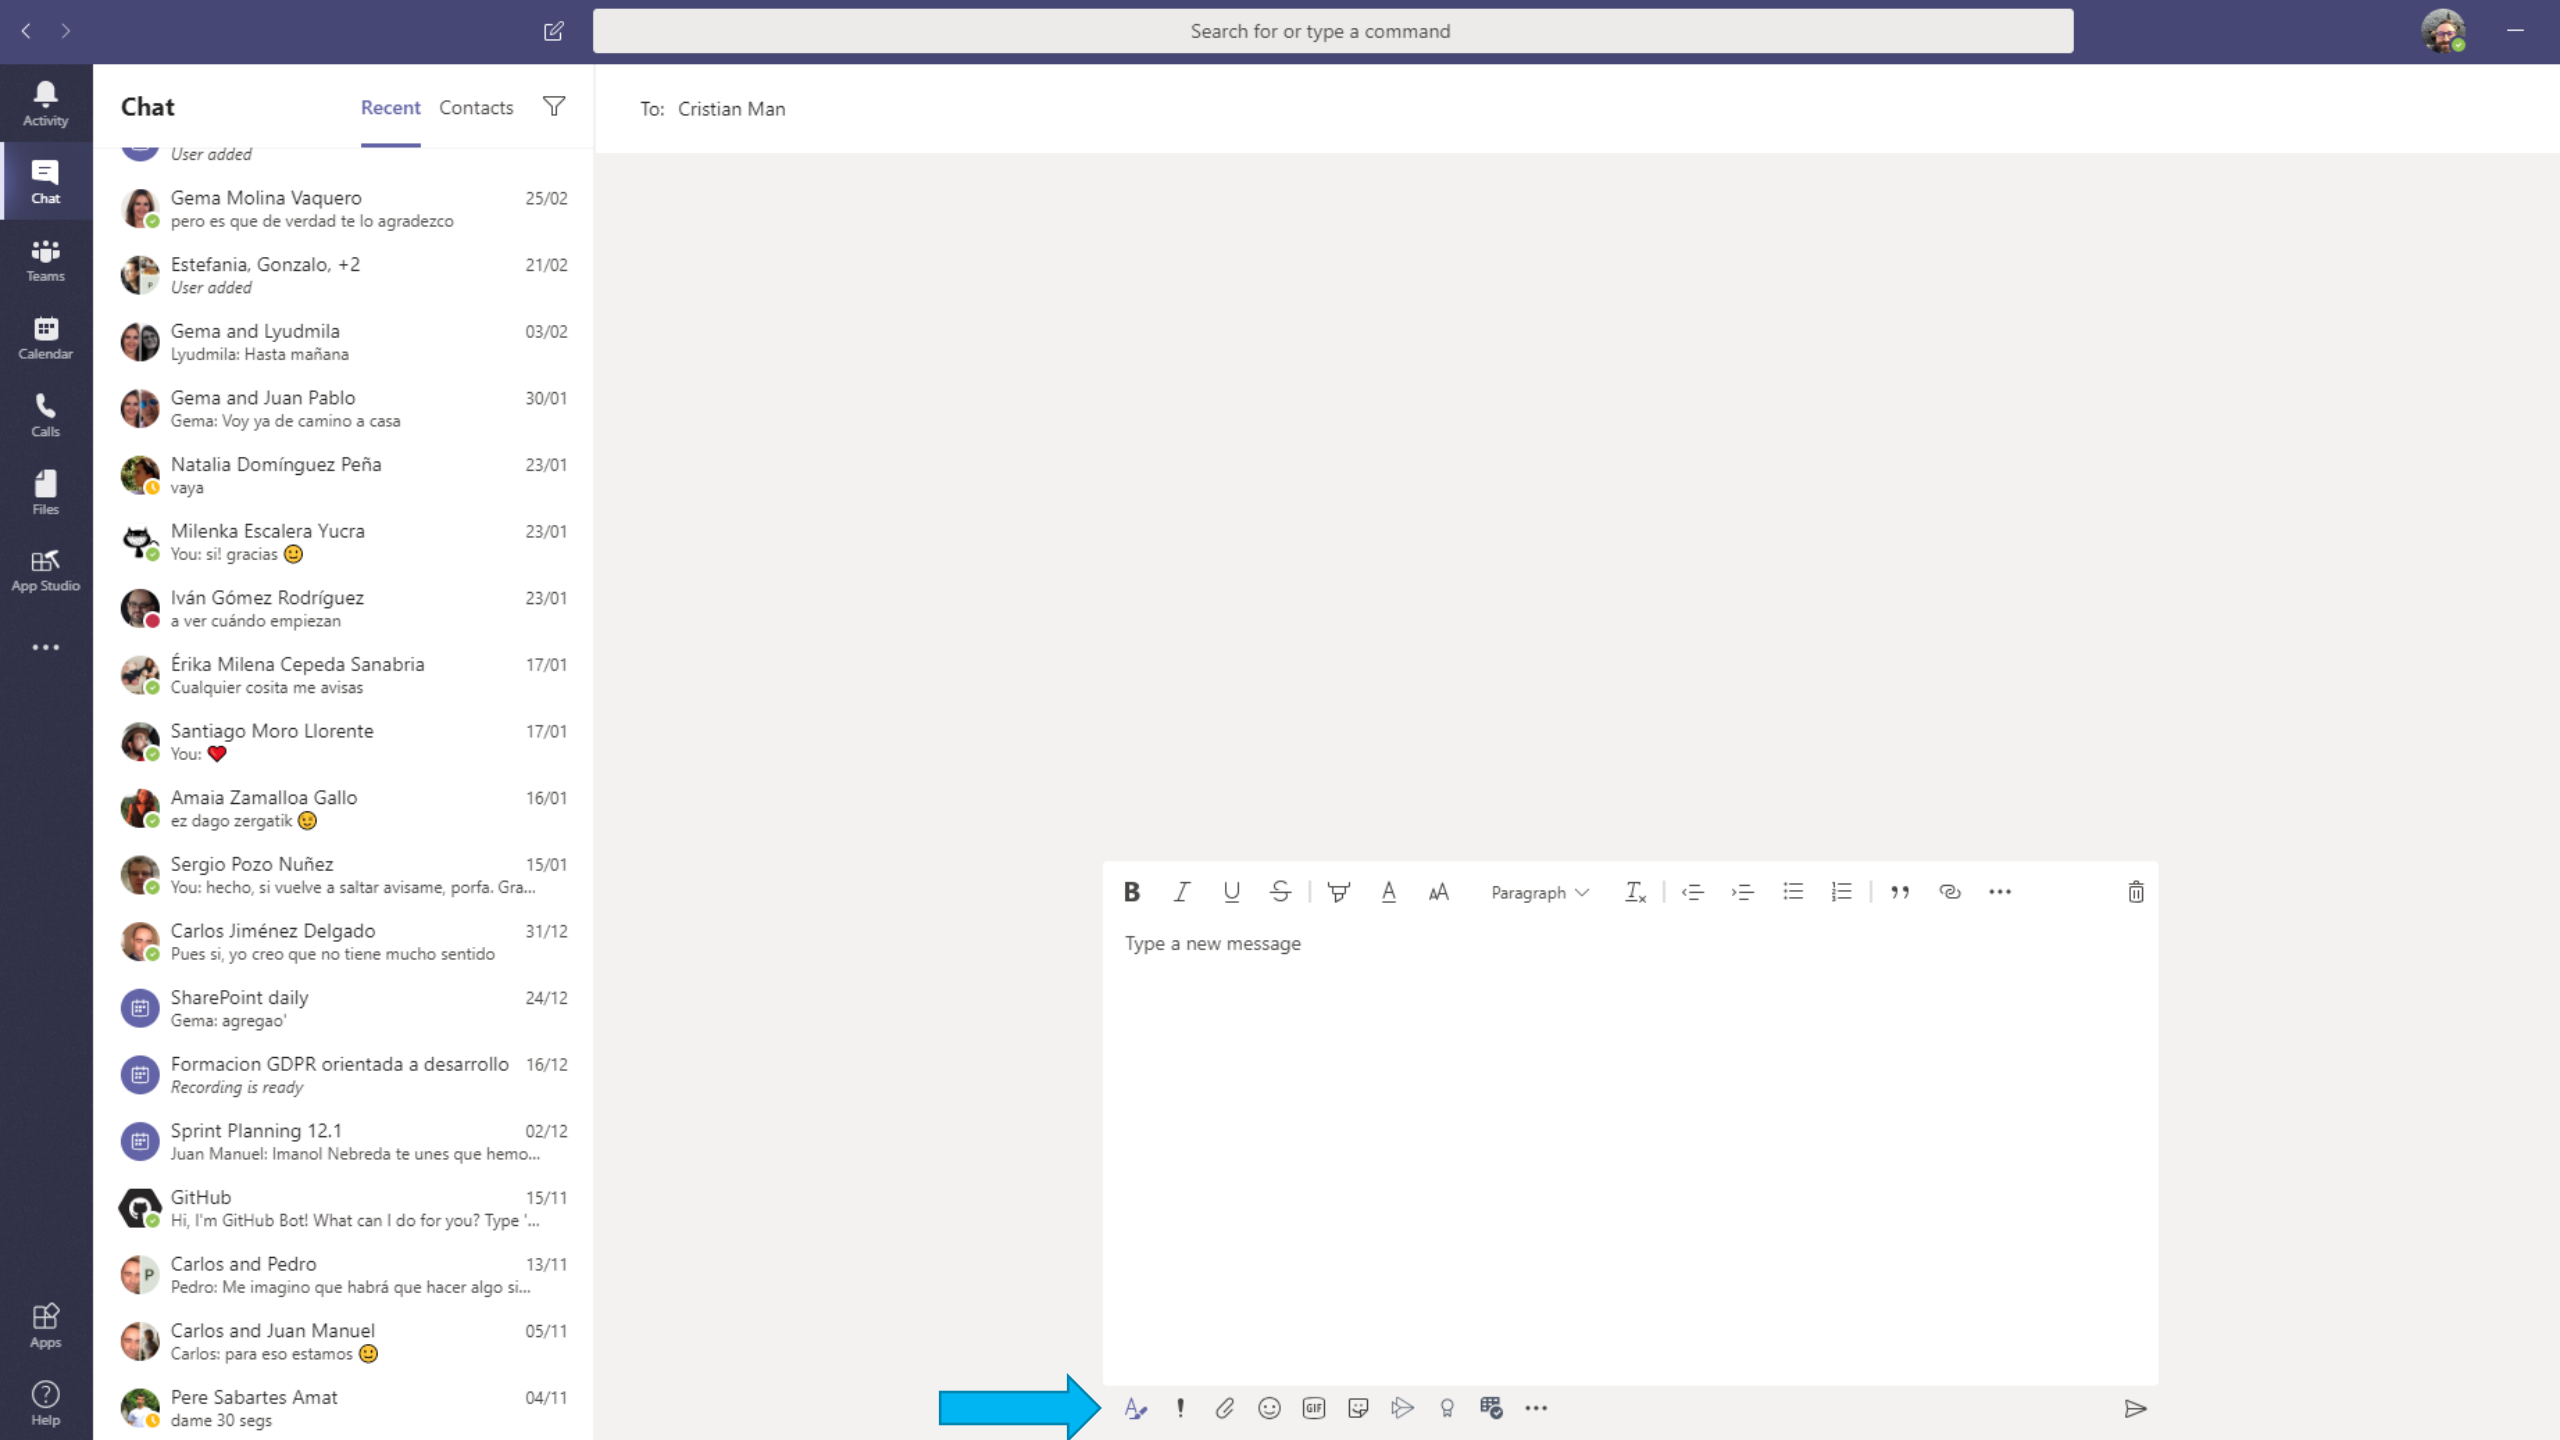 Search for or type a command
Activity
Chat
Teams
Calendar
Calls
Files
App Studio
Apps
Help
Chat Recent Contacts
User added
Gema Molina Vaquero 25/02
pero es que de verdad te lo agradezco
Estefania, Gonzalo, +2 21/02
User added
Gema and Lyudmila 03/02
Lyudmila: Hasta mañana
Gema and Juan Pablo 30/01
Gema: Voy ya de camino a casa
Natalia Domínguez Peña 23/01
vaya
Milenka Escalera Yucra 23/01
You: si! gracias 🙂
Iván Gómez Rodríguez 23/01
a ver cuándo empiezan
Érika Milena Cepeda Sanabria 17/01
Cualquier cosita me avisas
Santiago Moro Llorente 17/01
You: ❤
Amaia Zamalloa Gallo 16/01
ez dago zergatik 😉
Sergio Pozo Nuñez 15/01
You: hecho, si vuelve a saltar avisame, porfa. Gra...
Carlos Jiménez Delgado 31/12
Pues si, yo creo que no tiene mucho sentido
SharePoint daily 24/12
Gema: agregao'
Formacion GDPR orientada a desarrollo 16/12
Recording is ready
Sprint Planning 12.1 02/12
Juan Manuel: Imanol Nebreda te unes que hemo...
GitHub 15/11
Hi, I'm GitHub Bot! What can I do for you? Type '...
Carlos and Pedro 13/11
P
Pedro: Me imagino que habrá que hacer algo si...
Carlos and Juan Manuel 05/11
Carlos: para eso estamos 🙂
Pere Sabartes Amat 04/11
dame 30 segs
To: Cristian Man
B I U S A AA Paragraph Tx
Type a new message
GIF